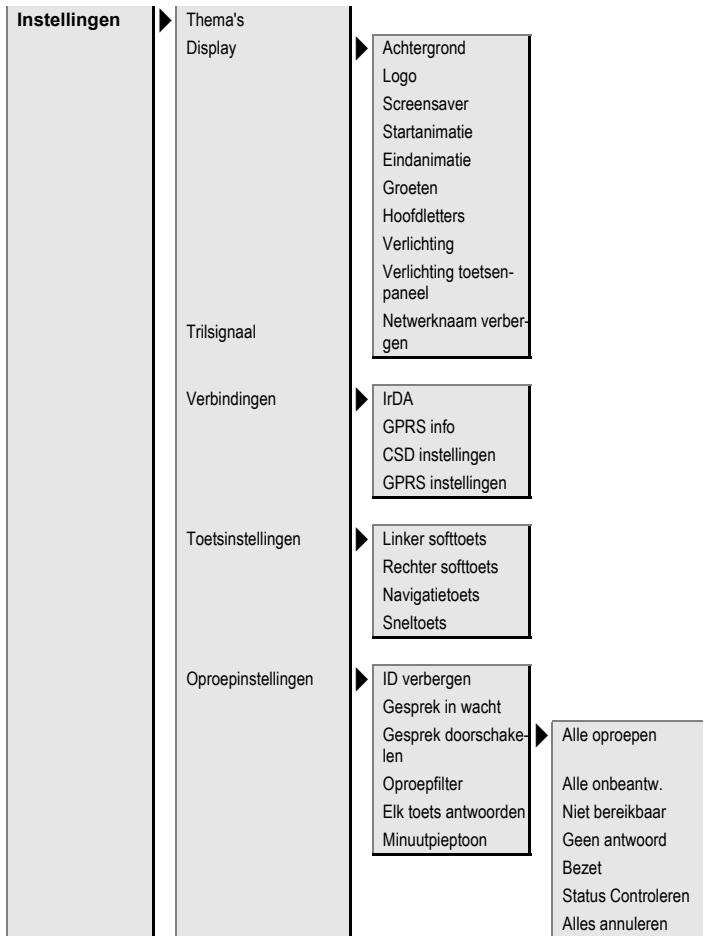 Instellingen
Thema's
Display
Achtergrond
Logo
Screensaver
Startanimatie
Eindanimatie
Groeten
Hoofdletters
Verlichting
Verlichting toetsen-
paneel
Netwerknaam verber-
gen
Trilsignaal
Verbindingen
IrDA
GPRS info
CSD instellingen
GPRS instellingen
Toetsinstellingen
Linker softtoets
Rechter softtoets
Navigatietoets
Sneltoets
Oproepinstellingen
ID verbergen
Gesprek in wacht
Gesprek doorschake-
len
Alle oproepen
Alle onbeantw.
Niet bereikbaar
Geen antwoord
Bezet
Status Controleren
Alles annuleren
Oproepfilter
Elk toets antwoorden
Minuutpieptoon